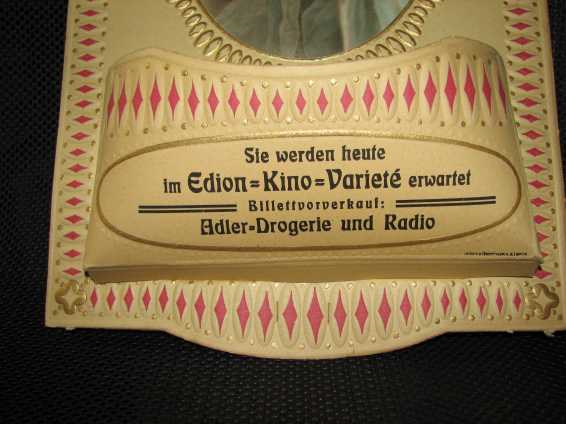 Sie werden heute
im Edion=Kino=Varieté erwartet
Billettvorverkauf:
Adler-Drogerie und Radio